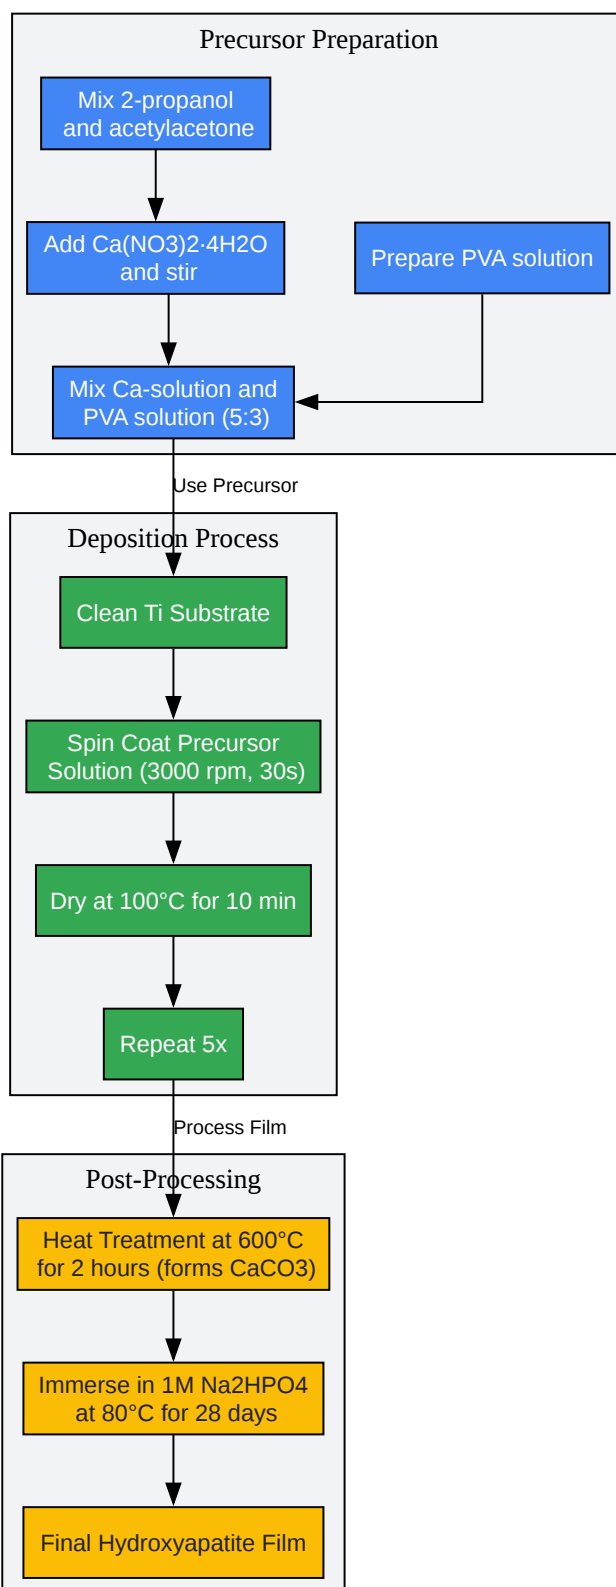 Precursor Preparation
Mix 2-propanol
and acetylacetone
Add Ca(NO3)2·4H2O
and stir
Prepare PVA solution
Mix Ca-solution and
PVA solution (5:3)
Use Precursor
Deposition Process
Clean Ti Substrate
Spin Coat Precursor
Solution (3000 rpm, 30s)
Dry at 100°C for 10 min
Repeat 5x
Process Film
Post-Processing
Heat Treatment at 600°C
for 2 hours (forms CaCO3)
Immerse in 1M Na2HPO4
at 80°C for 28 days
Final Hydroxyapatite Film